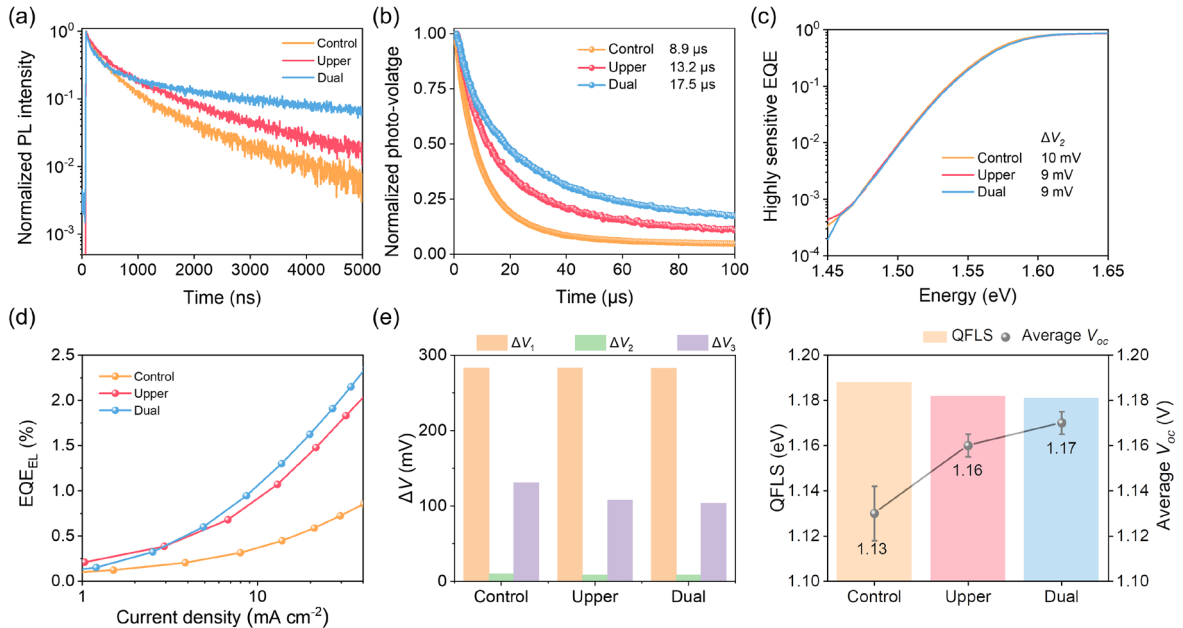 (a)
Normalized PL intensity
10⁰
10⁻¹
10⁻²
10⁻³
Control
Upper
Dual
0 1000 2000 3000 4000 5000
Time (ns)
(b)
Normalized photo-volatge
1.00
0.75
0.50
0.25
0.00
Control 8.9 µs
Upper 13.2 µs
Dual 17.5 µs
0 20 40 60 80 100
Time (µs)
(c)
Highly sensitive EQE
10⁰
10⁻¹
10⁻²
10⁻³
10⁻⁴
ΔV₂
Control 10 mV
Upper 9 mV
Dual 9 mV
1.45 1.50 1.55 1.60 1.65
Energy (eV)
(d)
EQE_EL (%)
2.5
2.0
1.5
1.0
0.5
0.0
Control
Upper
Dual
1 10
Current density (mA cm⁻²)
(e)
ΔV₁ ΔV₂ ΔV₃
ΔV (mV)
300
200
100
0
Control Upper Dual
(f)
QFLS Average V_oc
QFLS (eV)
1.20
1.18
1.16
1.14
1.12
1.10
1.13
1.16
1.17
Control Upper Dual
1.20
1.18
1.16
1.14
1.12
1.10
Average V_oc (V)